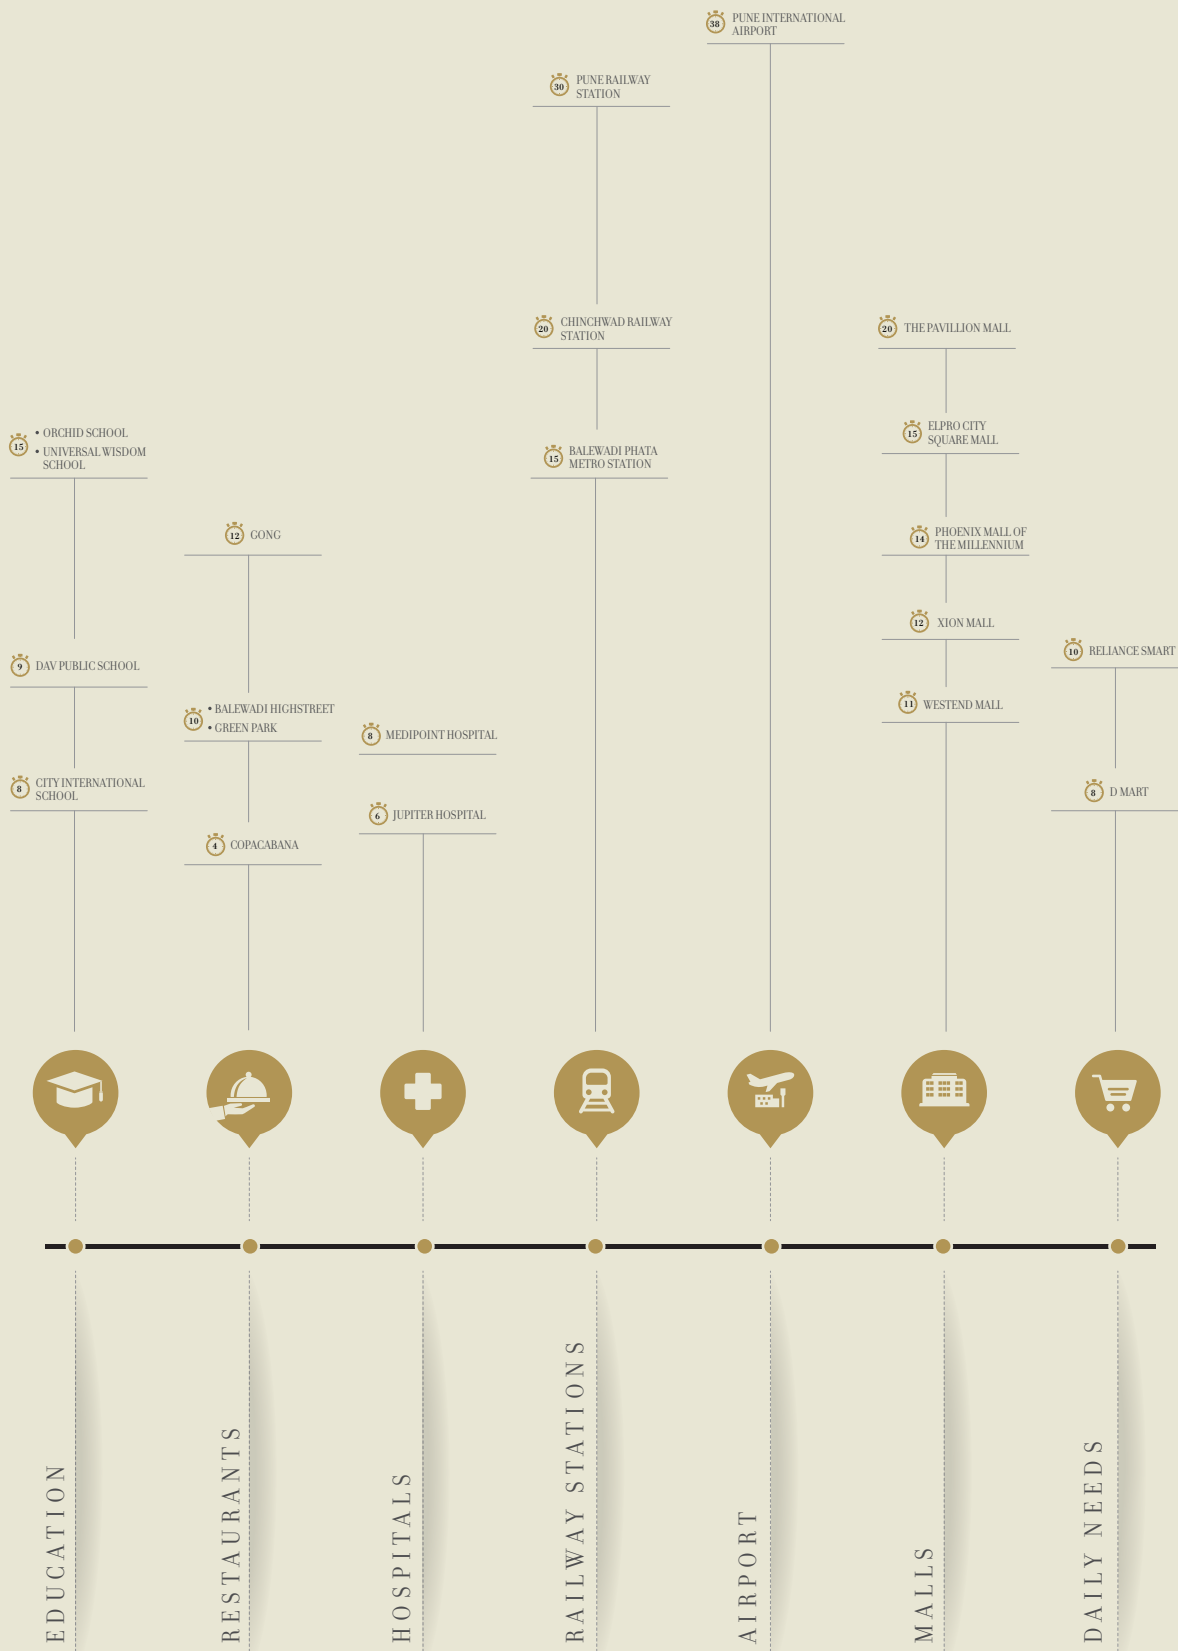 38
PUNE INTERNATIONAL
AIRPORT
30
PUNE RAILWAY
STATION
20
CHINCHWAD RAILWAY
STATION
20
THE PAVILLION MALL
15
• ORCHID SCHOOL
• UNIVERSAL WISDOM
SCHOOL
15
BALEWADI PHATA
METRO STATION
15
ELPRO CITY
SQUARE MALL
12
GONG
14
PHOENIX MALL OF
THE MILLENNIUM
12
XION MALL
9
DAV PUBLIC SCHOOL
10
RELIANCE SMART
10
• BALEWADI HIGHSTREET
• GREEN PARK
8
MEDIPOINT HOSPITAL
11
WESTEND MALL
8
CITY INTERNATIONAL
SCHOOL
6
JUPITER HOSPITAL
8
D MART
4
COPACABANA
EDUCATION
RESTAURANTS
HOSPITALS
RAILWAY STATIONS
AIRPORT
MALLS
DAILY NEEDS